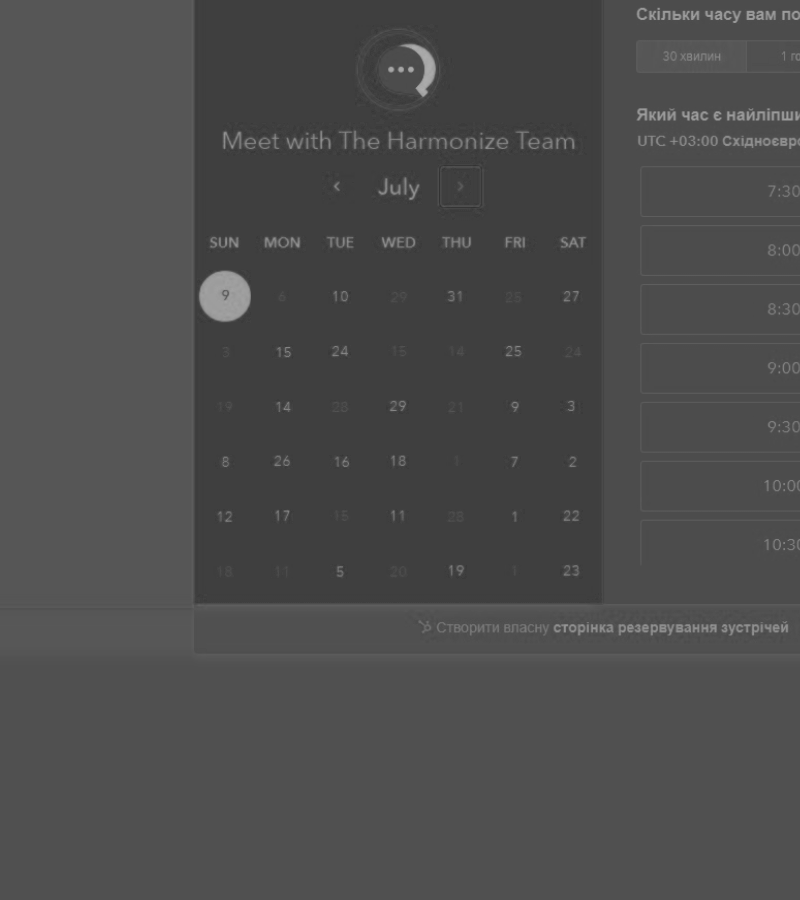 Meet with The Harmonize Team
July
SUN MON TUE WED THU FRI SAT
9 6 10 29 31 28 27
3 15 24 15 14 25 24
19 14 28 29 21 9 3
8 26 16 18 1 7 2
12 17 15 11 28 1 22
18 11 5 20 19 1 23
Скільки часу вам по
30 хвилин 1 го
Який час є найліпши
UTC +03:00 Східноєвро
7:30
8:00
8:30
9:00
9:30
10:00
10:30
Створити власну сторінка резервування зустрічей